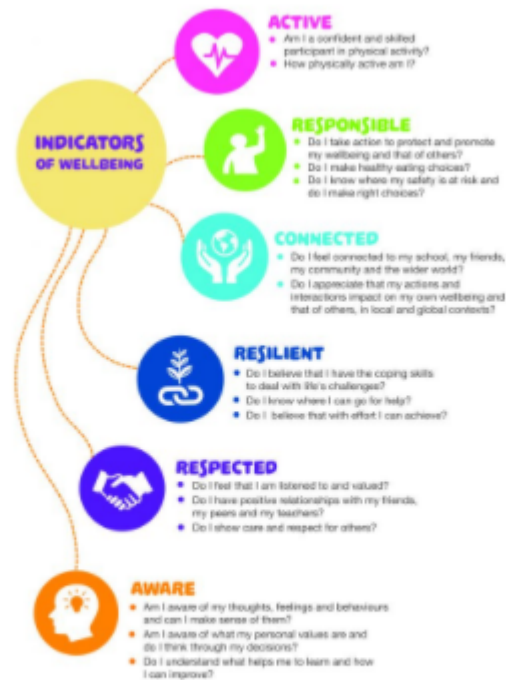 INDICATORS
OF WELLBEING
ACTIVE
Am I a confident and skilled
participant in physical activity?
How physically active am I?
RESPONSIBLE
Do I take action to protect and promote
my wellbeing and that of others?
Do I make healthy eating choices?
Do I know where my safety is at risk and
do I make right choices?
CONNECTED
Do I feel connected to my school, my friends,
my community and the wider world?
Do I appreciate that my actions and
interactions impact on my own wellbeing and
that of others, in local and global contexts?
RESILIENT
Do I believe that I have the coping skills
to deal with life's challenges?
Do I know where I can go for help?
Do I believe that with effort I can achieve?
RESPECTED
Do I feel that I am listened to and valued?
Do I have positive relationships with my friends,
my peers and my teachers?
Do I show care and respect for others?
AWARE
Am I aware of my thoughts, feelings and behaviours
and can I make sense of them?
Am I aware of what my personal values are and
do I think through my decisions?
Do I understand what helps me to learn and how
I can improve?